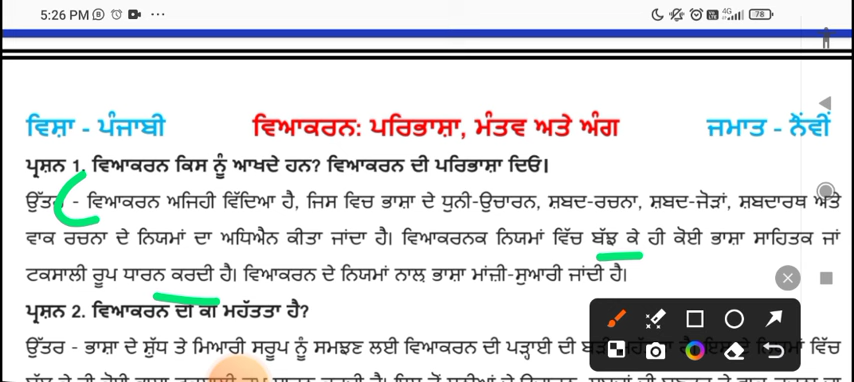 5:26 PM
4G
78
ਵਿਸ਼ਾ - ਪੰਜਾਬੀ ਵਿਆਕਰਨ: ਪਰਿਭਾਸ਼ਾ, ਮੰਤਵ ਅਤੇ ਅੰਗ ਜਮਾਤ - ਨੌਂਵੀਂ
ਪ੍ਰਸ਼ਨ 1. ਵਿਆਕਰਨ ਕਿਸ ਨੂੰ ਆਖਦੇ ਹਨ? ਵਿਆਕਰਨ ਦੀ ਪਰਿਭਾਸ਼ਾ ਦਿਓ।
ਉੱਤਰ - ਵਿਆਕਰਨ ਅਜਿਹੀ ਵਿੱਦਿਆ ਹੈ, ਜਿਸ ਵਿਚ ਭਾਸ਼ਾ ਦੇ ਧੁਨੀ-ਉਚਾਰਨ, ਸ਼ਬਦ-ਰਚਨਾ, ਸ਼ਬਦ-ਜੋੜਾਂ, ਸ਼ਬਦਾਰਥ ਅਤੇ
ਵਾਕ ਰਚਨਾ ਦੇ ਨਿਯਮਾਂ ਦਾ ਅਧਿਐਨ ਕੀਤਾ ਜਾਂਦਾ ਹੈ। ਵਿਆਕਰਨਕ ਨਿਯਮਾਂ ਵਿੱਚ ਬੱਝ ਕੇ ਹੀ ਕੋਈ ਭਾਸ਼ਾ ਸਾਹਿਤਕ ਜਾਂ
ਟਕਸਾਲੀ ਰੂਪ ਧਾਰਨ ਕਰਦੀ ਹੈ। ਵਿਆਕਰਨ ਦੇ ਨਿਯਮਾਂ ਨਾਲ ਭਾਸ਼ਾ ਮਾਂਜ਼ੀ-ਸੁਆਰੀ ਜਾਂਦੀ ਹੈ।
ਪ੍ਰਸ਼ਨ 2. ਵਿਆਕਰਨ ਦੀ ਕੀ ਮਹੱਤਤਾ ਹੈ?
ਉੱਤਰ - ਭਾਸ਼ਾ ਦੇ ਸ਼ੁੱਧ ਤੇ ਮਿਆਰੀ ਸਰੂਪ ਨੂੰ ਸਮਝਣ ਲਈ ਵਿਆਕਰਨ ਦੀ ਪੜ੍ਹਾਈ ਦੀ ਵਿੱਚ